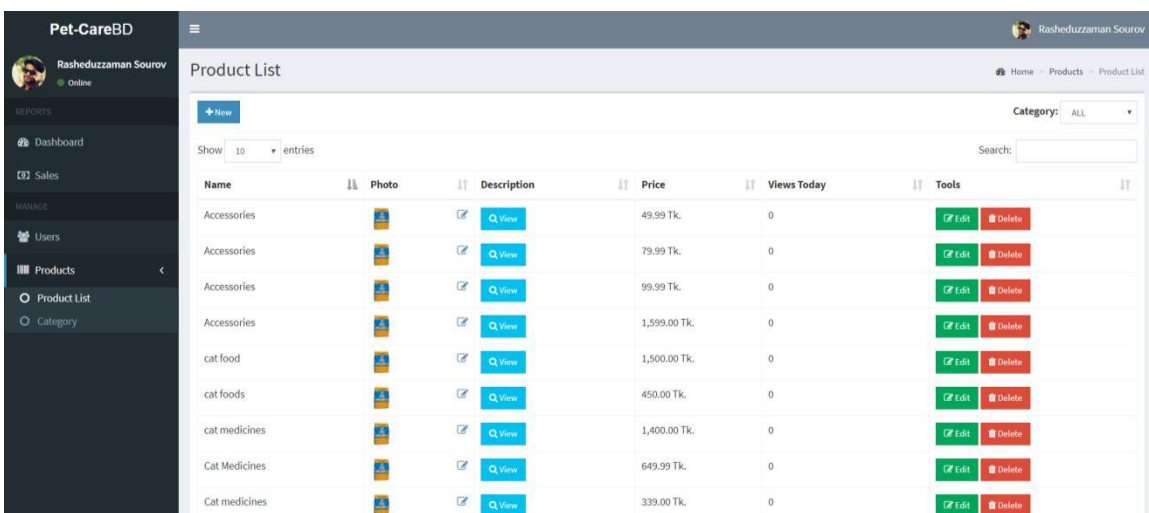 Pet-CareBD
Rasheduzzaman Sourov
Rasheduzzaman Sourov
Online
Product List
Home > Products > Product List
REPORTS
Dashboard
Sales
MANAGE
Users
Products
Product List
Category
+New
Category: ALL
Show 10 entries
Search:
Name Photo Description Price Views Today Tools
Accessories View 49.99 Tk. 0 Edit Delete
Accessories View 79.99 Tk. 0 Edit Delete
Accessories View 99.99 Tk. 0 Edit Delete
Accessories View 1,599.00 Tk. 0 Edit Delete
cat food View 1,500.00 Tk. 0 Edit Delete
cat foods View 450.00 Tk. 0 Edit Delete
cat medicines View 1,400.00 Tk. 0 Edit Delete
Cat Medicines View 649.99 Tk. 0 Edit Delete
Cat medicines View 339.00 Tk. 0 Edit Delete